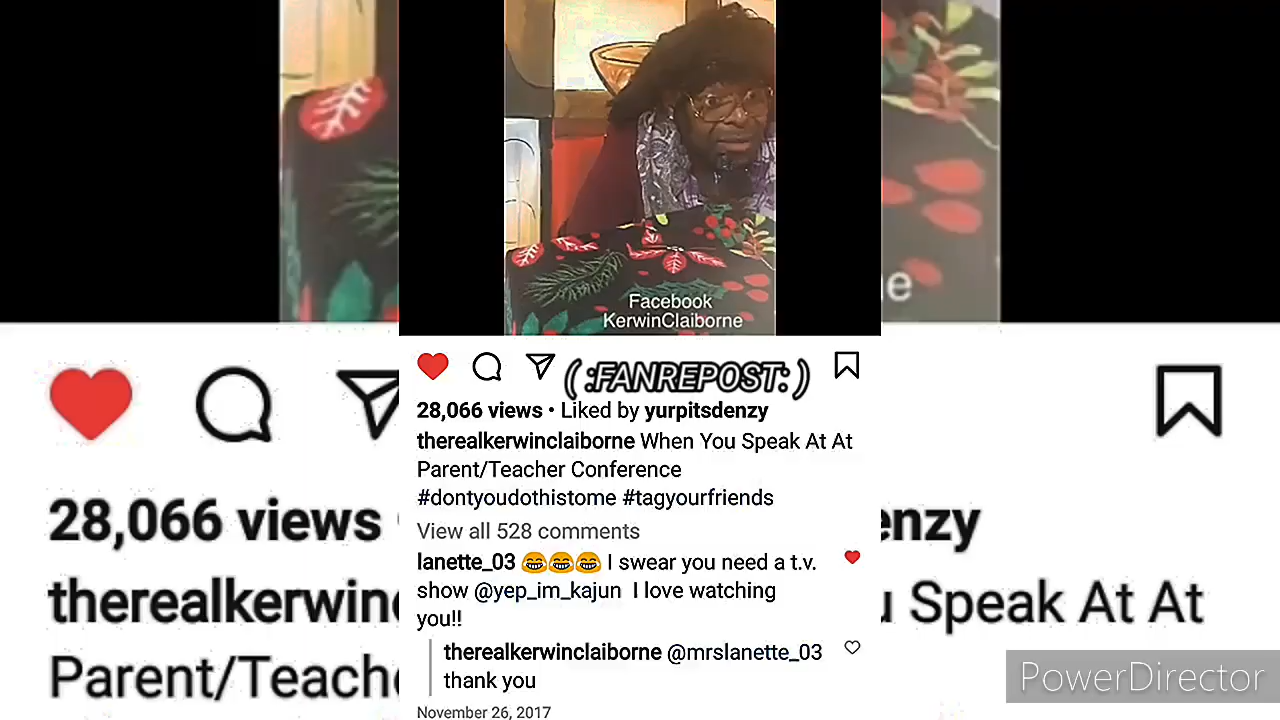 Facebook
KerwinClaiborne
(:FANREPOST:)
28,066 views • Liked by yurpitsdenzy
therealkerwinclaiborne When You Speak At At
Parent/Teacher Conference
#dontyoudothistome #tagyourfriends
View all 528 comments
lanette_03 😂😂😂 I swear you need a t.v.
show @yep_im_kajun I love watching
you!!
therealkerwinclaiborne @mrslanette_03
thank you
November 26, 2017
e
28,066 views
enzy
therealkerwin
u Speak At At
Parent/Teach
PowerDirector